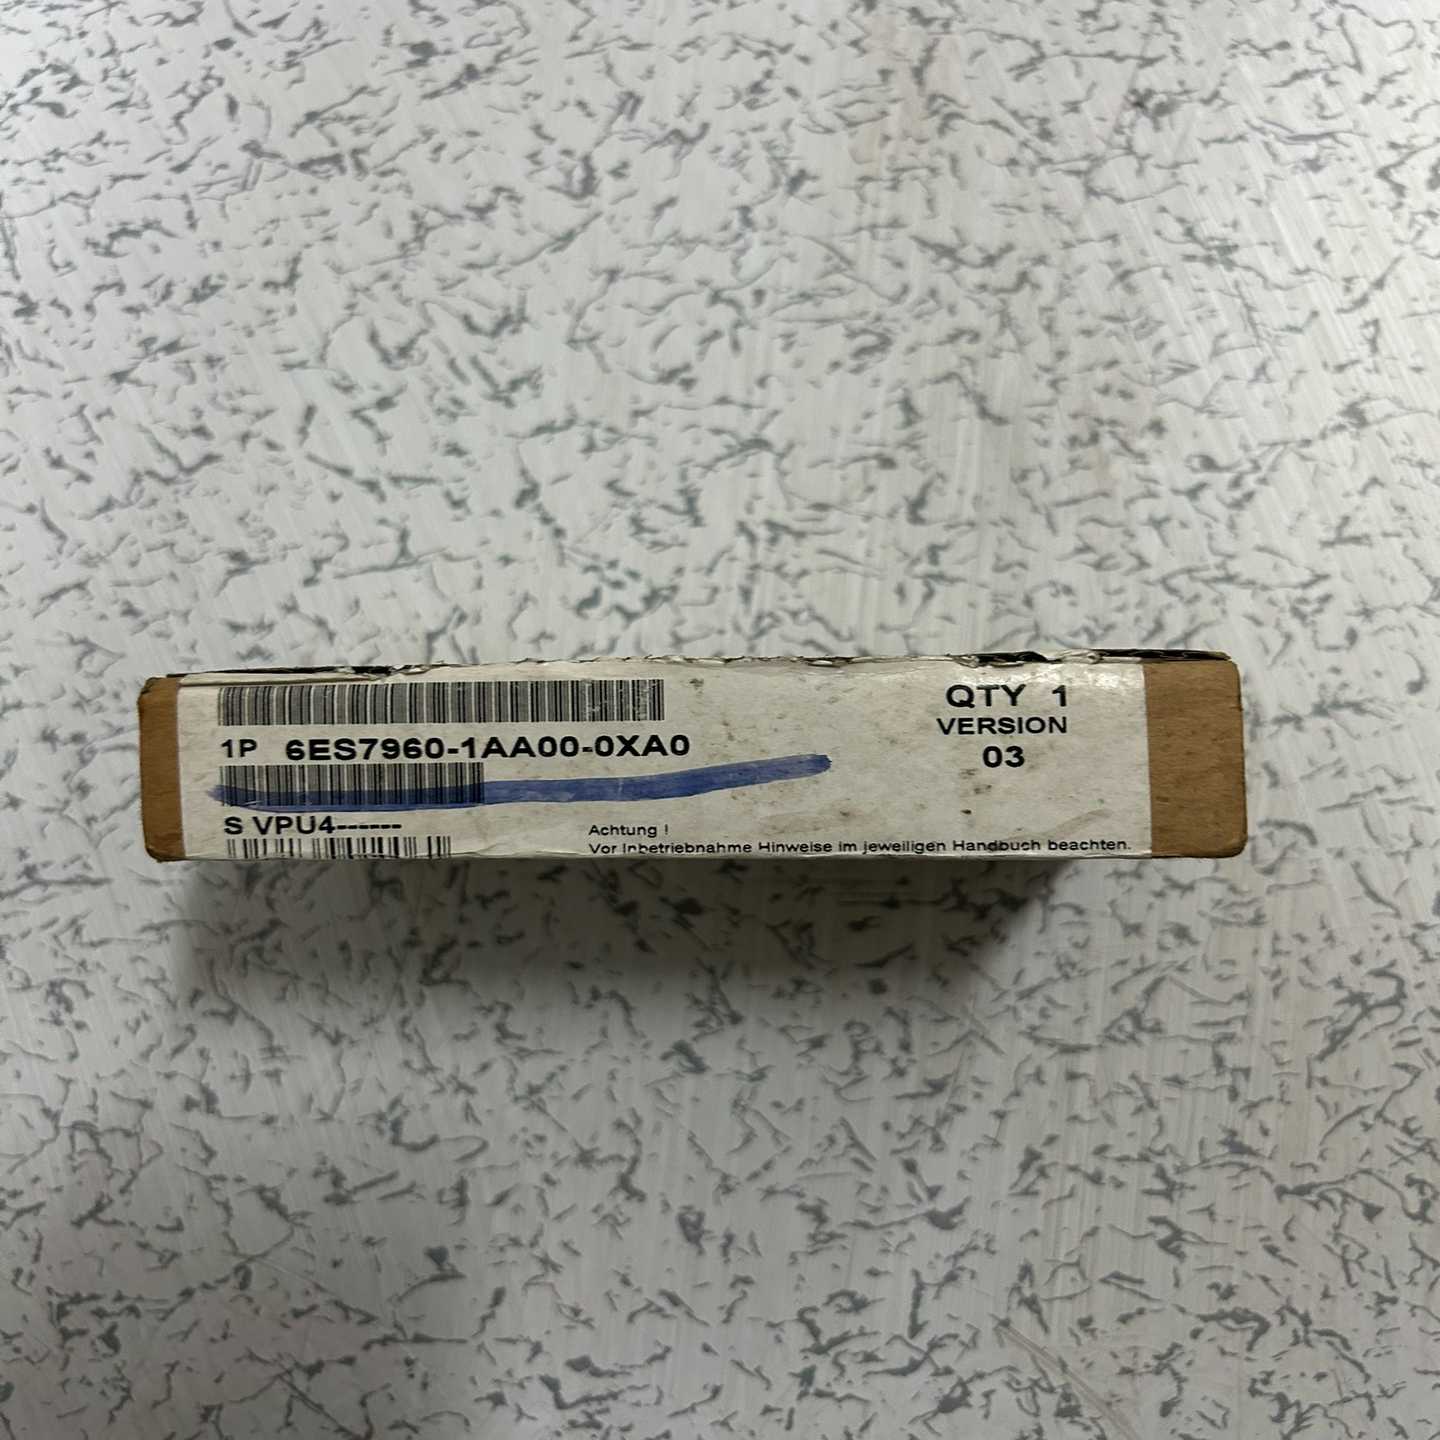 QTY 1
1P 6ES7960-1AA00-0XA0
VERSION
03
S VPU4------
Achtung !
Vor Inbetriebnahme Hinweise im jeweiligen Handbuch beachten.